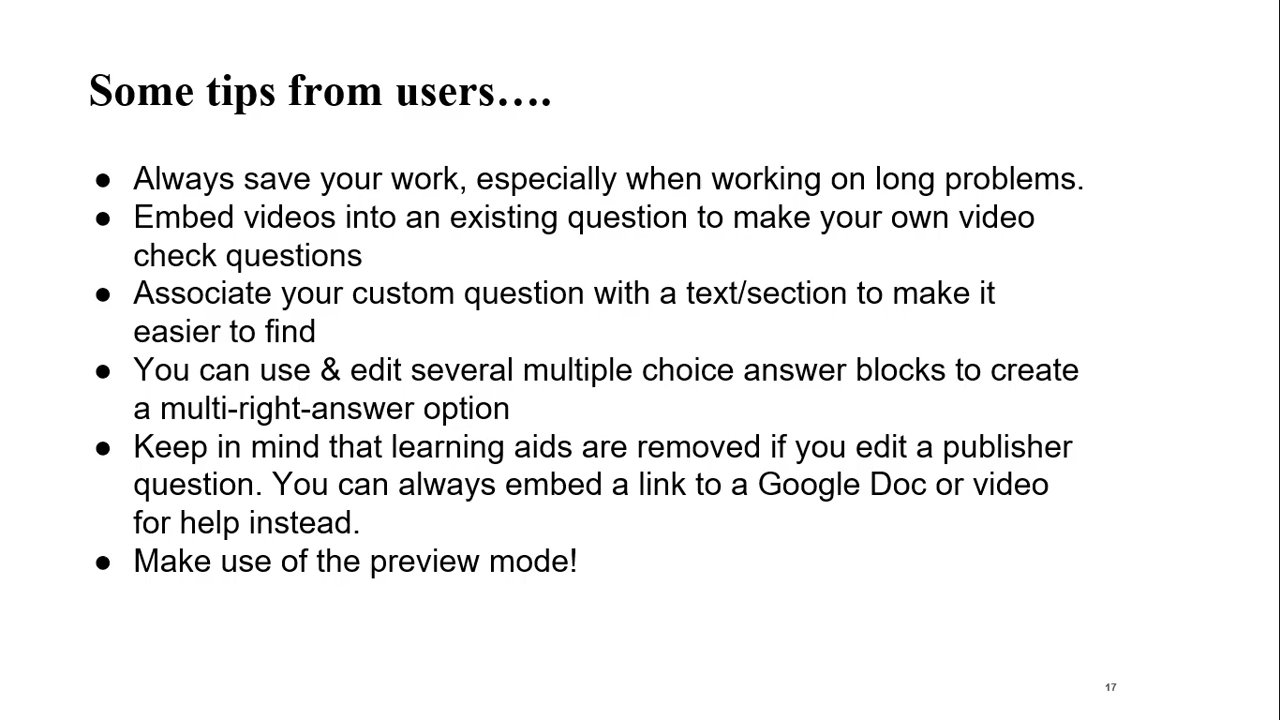 Some tips from users….
● Always save your work, especially when working on long problems.
● Embed videos into an existing question to make your own video
check questions
● Associate your custom question with a text/section to make it
easier to find
● You can use & edit several multiple choice answer blocks to create
a multi-right-answer option
● Keep in mind that learning aids are removed if you edit a publisher
question. You can always embed a link to a Google Doc or video
for help instead.
● Make use of the preview mode!
17